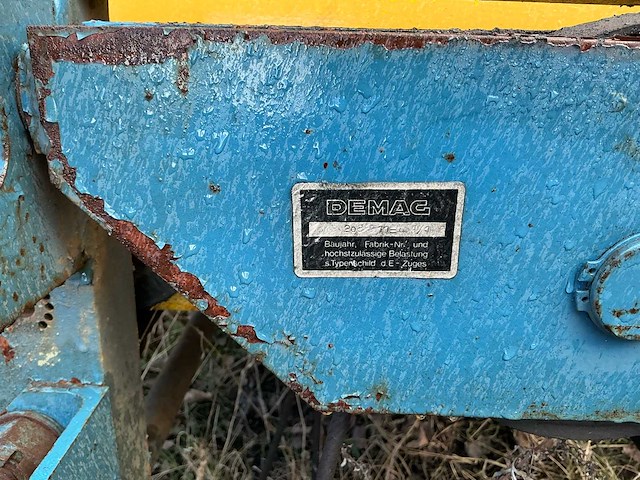 DEMAG
Baujahr, Fabrik-Nr. und
höchstzulässige Belastung
s.Typenschild d.E-Zuges